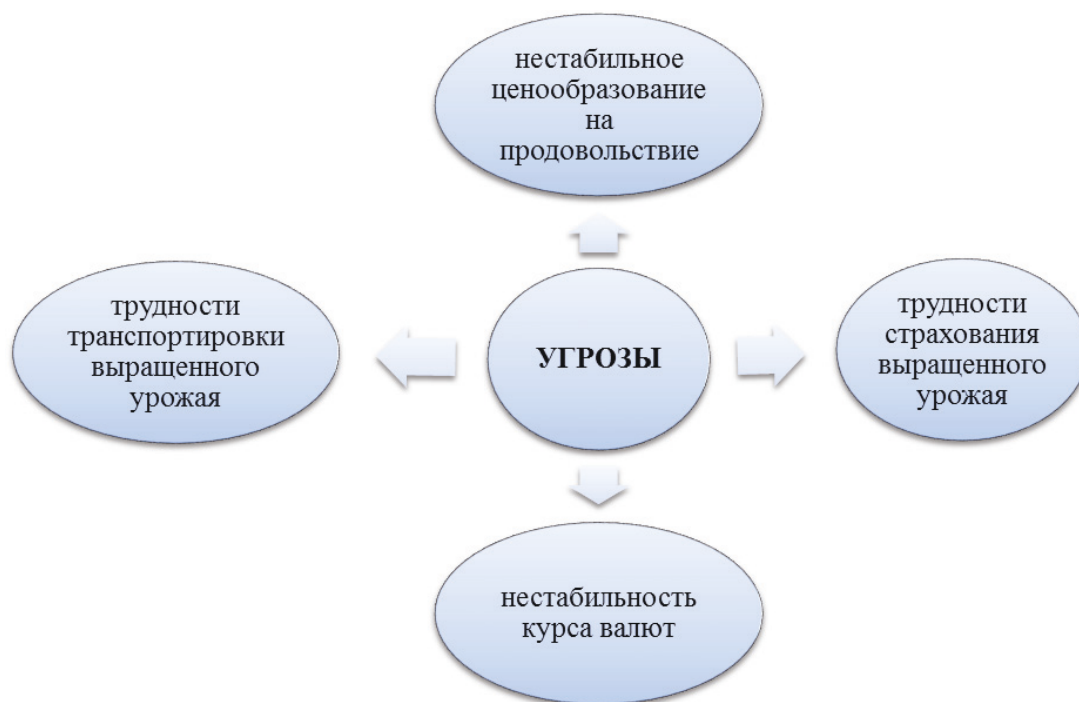 нестабильное
ценообразование
на
продовольствие
трудности
транспортировки
выращенного
урожая
УГРОЗЫ
трудности
страхования
выращенного
урожая
нестабильность
курса валют